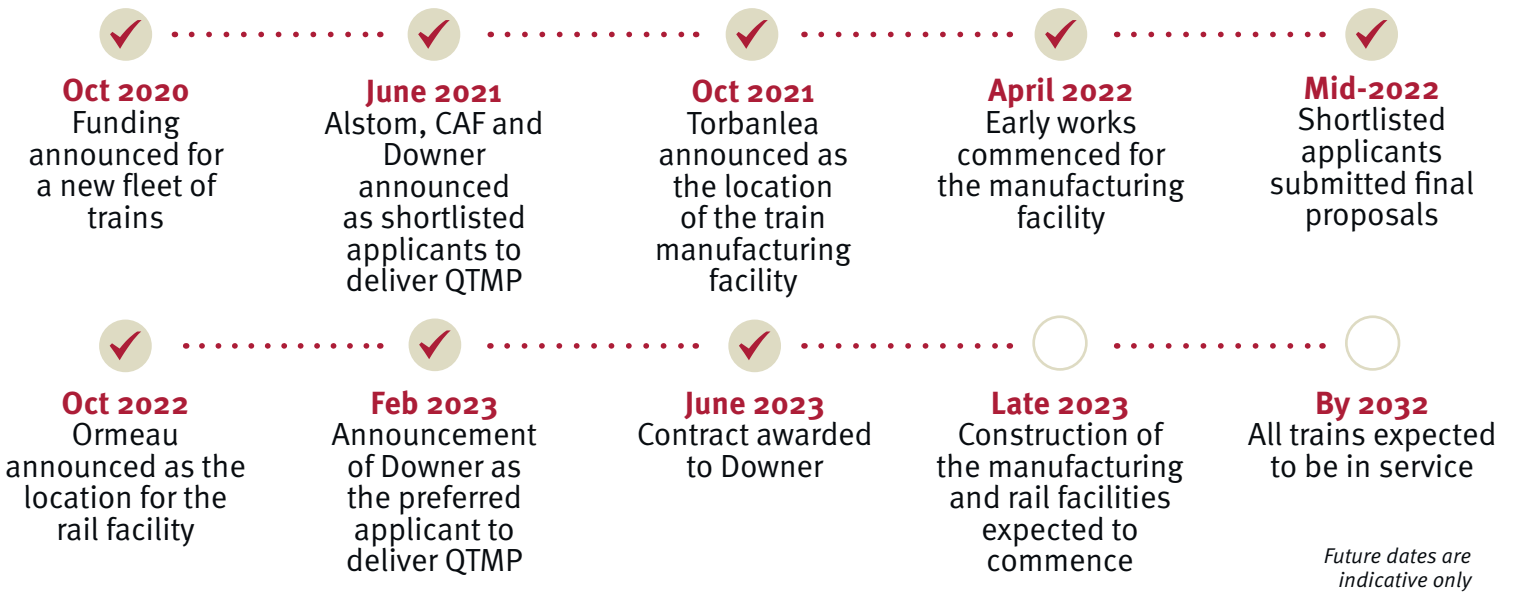 Oct 2020
Funding
announced for
a new fleet of
trains
June 2021
Alstom, CAF and
Downer
announced
as shortlisted
applicants to
deliver QTMP
Oct 2021
Torbanlea
announced as
the location
of the train
manufacturing
facility
April 2022
Early works
commenced for
the manufacturing
facility
Mid-2022
Shortlisted
applicants
submitted final
proposals
Oct 2022
Ormeau
announced as the
location for the
rail facility
Feb 2023
Announcement
of Downer as
the preferred
applicant to
deliver QTMP
June 2023
Contract awarded
to Downer
Late 2023
Construction of
the manufacturing
and rail facilities
expected to
commence
By 2032
All trains expected
to be in service
Future dates are
indicative only